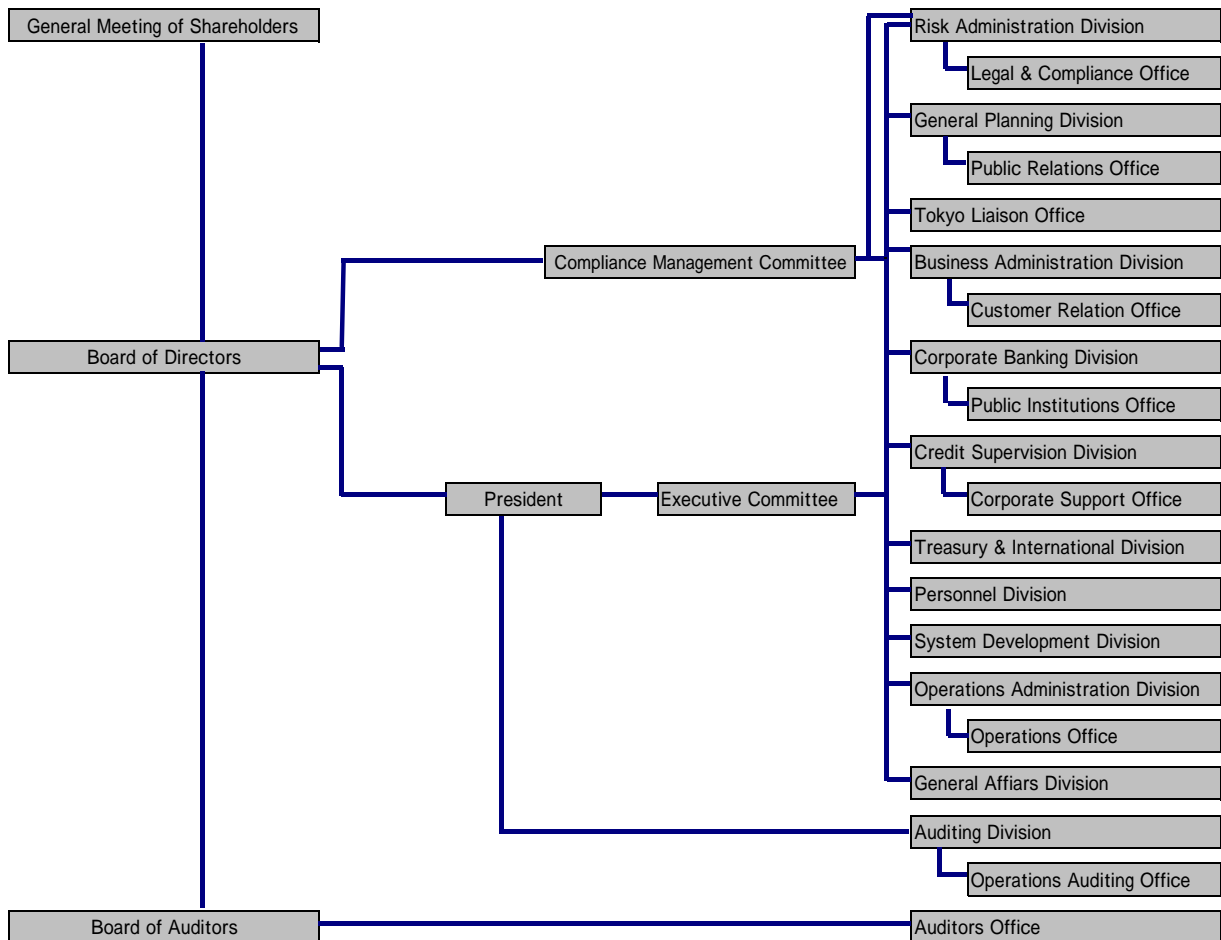 General Meeting of Shareholders
Risk Administration Division
Legal & Compliance Office
General Planning Division
Public Relations Office
Tokyo Liaison Office
Compliance Management Committee
Business Administration Division
Customer Relation Office
Board of Directors
Corporate Banking Division
Public Institutions Office
Credit Supervision Division
President
Executive Committee
Corporate Support Office
Treasury & International Division
Personnel Division
System Development Division
Operations Administration Division
Operations Office
General Affiars Division
Auditing Division
Operations Auditing Office
Board of Auditors
Auditors Office